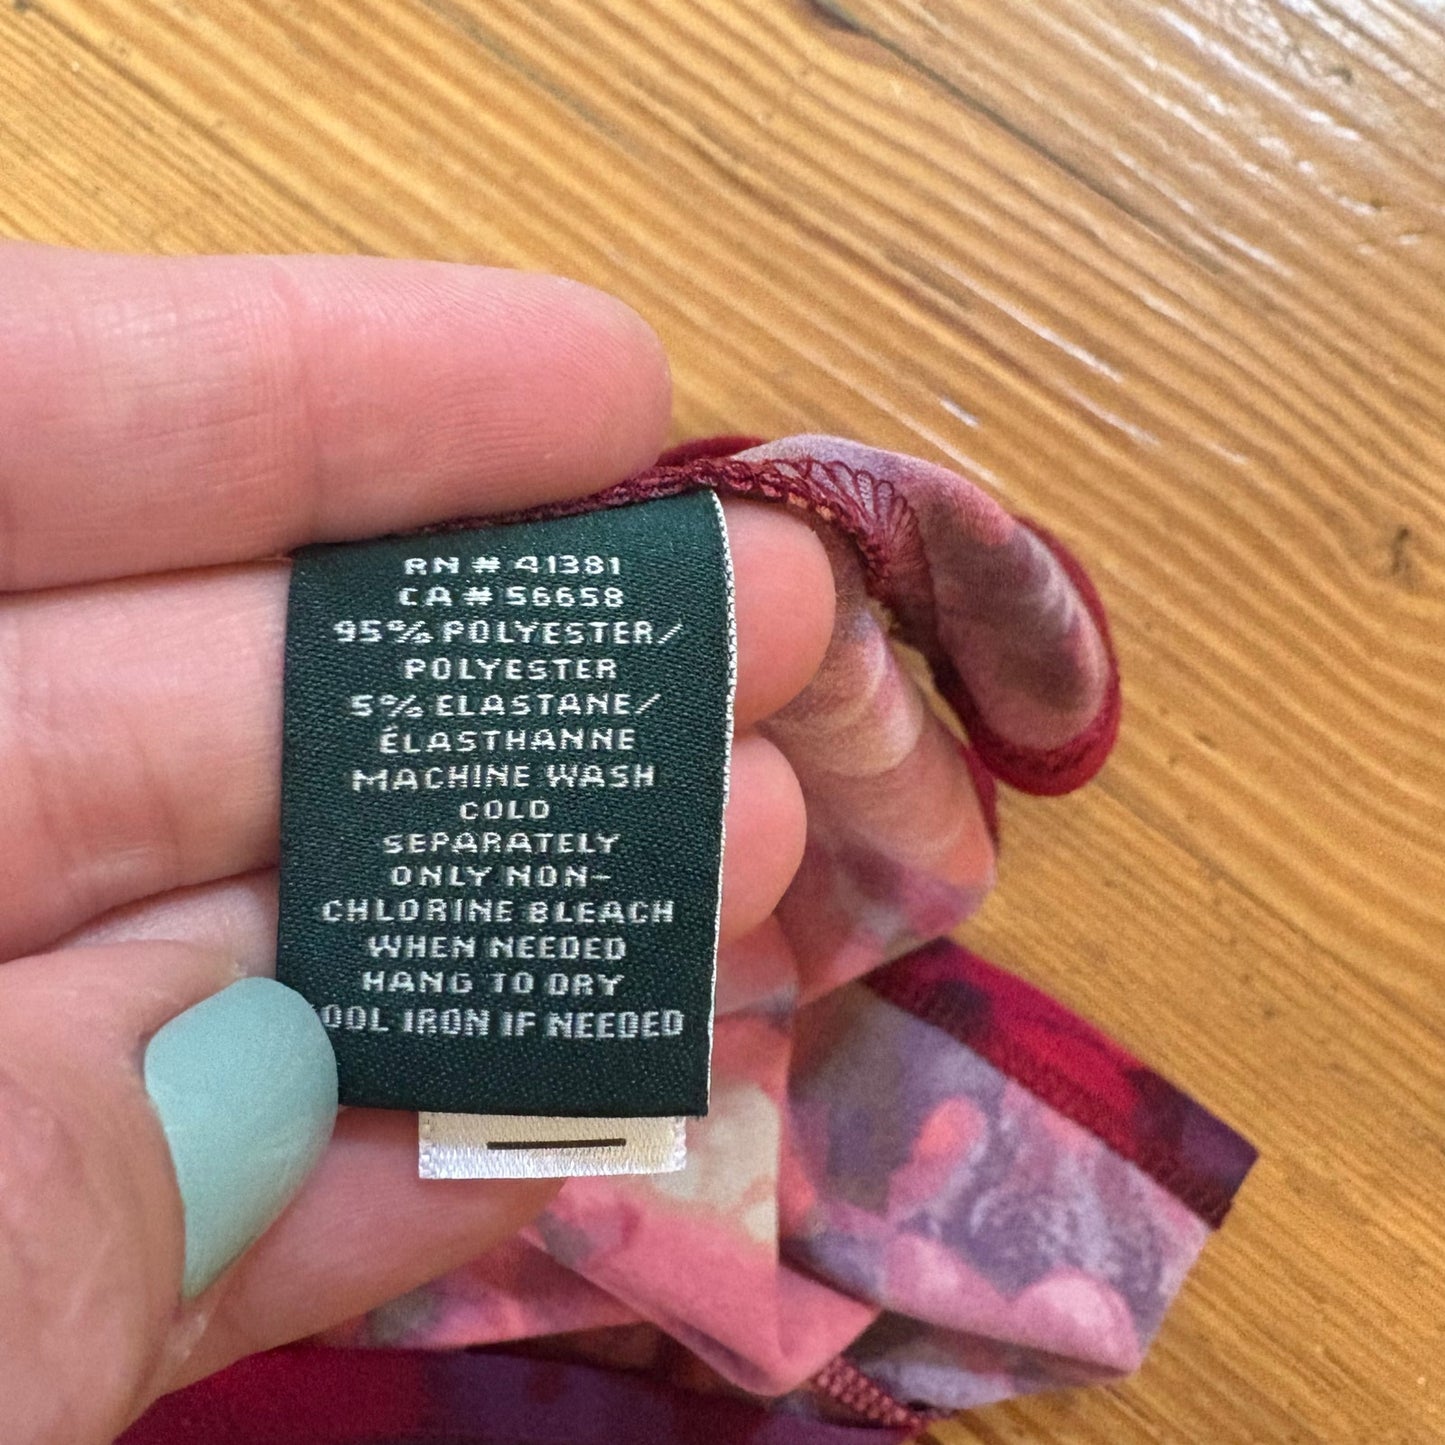 RN # 41381
CA # 56658
95% POLYESTER/
POLYESTER
5% ELASTANE/
ÉLASTHANNE
MACHINE WASH
COLD
SEPARATELY
ONLY NON-
CHLORINE BLEACH
WHEN NEEDED
HANG TO DRY
COOL IRON IF NEEDED